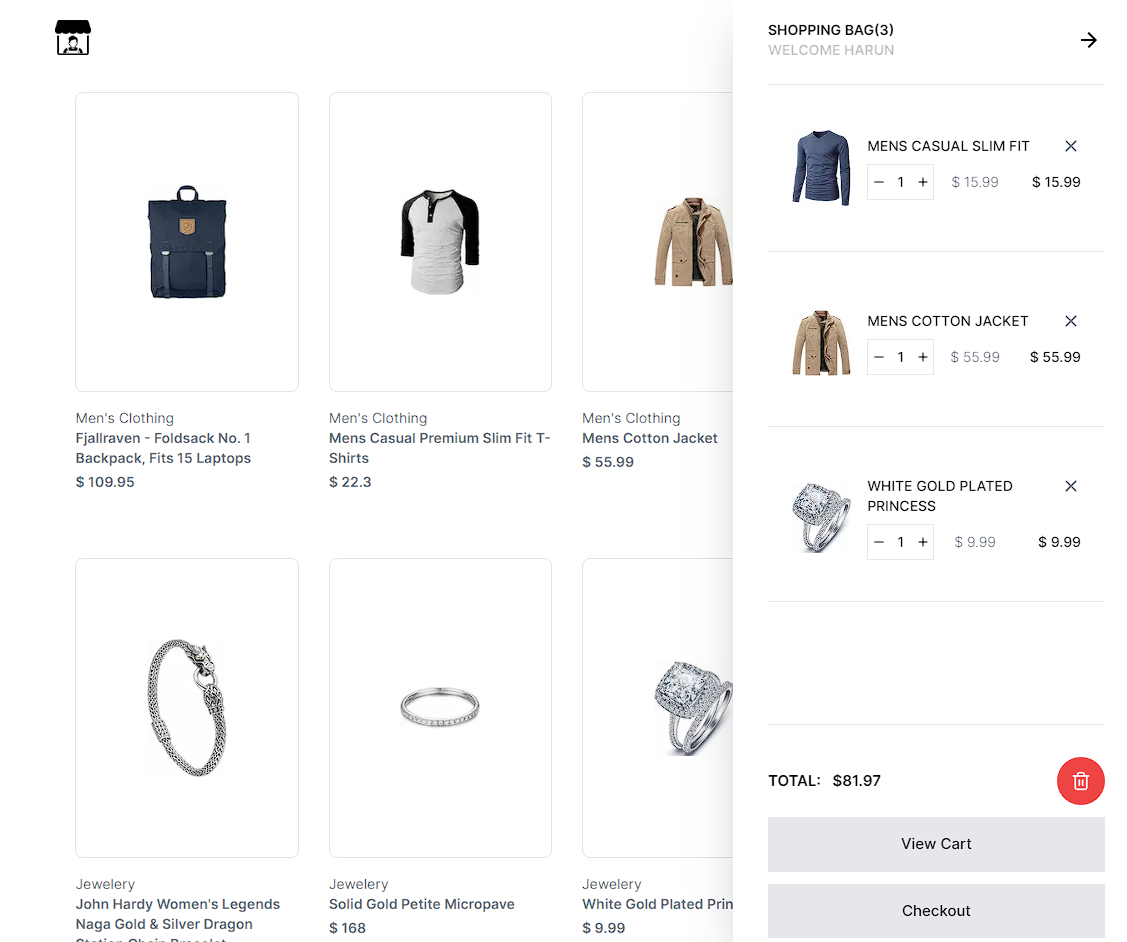 SHOPPING BAG(3)
WELCOME HARUN
MENS CASUAL SLIM FIT
1
$ 15.99
$ 15.99
MENS COTTON JACKET
1
$ 55.99
$ 55.99
WHITE GOLD PLATED
PRINCESS
1
$ 9.99
$ 9.99
TOTAL: $81.97
View Cart
Checkout
Men's Clothing
Fjallraven - Foldsack No. 1
Backpack, Fits 15 Laptops
$ 109.95
Men's Clothing
Mens Casual Premium Slim Fit T-
Shirts
$ 22.3
Men's Clothing
Mens Cotton Jacket
$ 55.99
Jewelery
John Hardy Women's Legends
Naga Gold & Silver Dragon
Station Chain Bracelet
Jewelery
Solid Gold Petite Micropave
$ 168
Jewelery
White Gold Plated Prin
$ 9.99